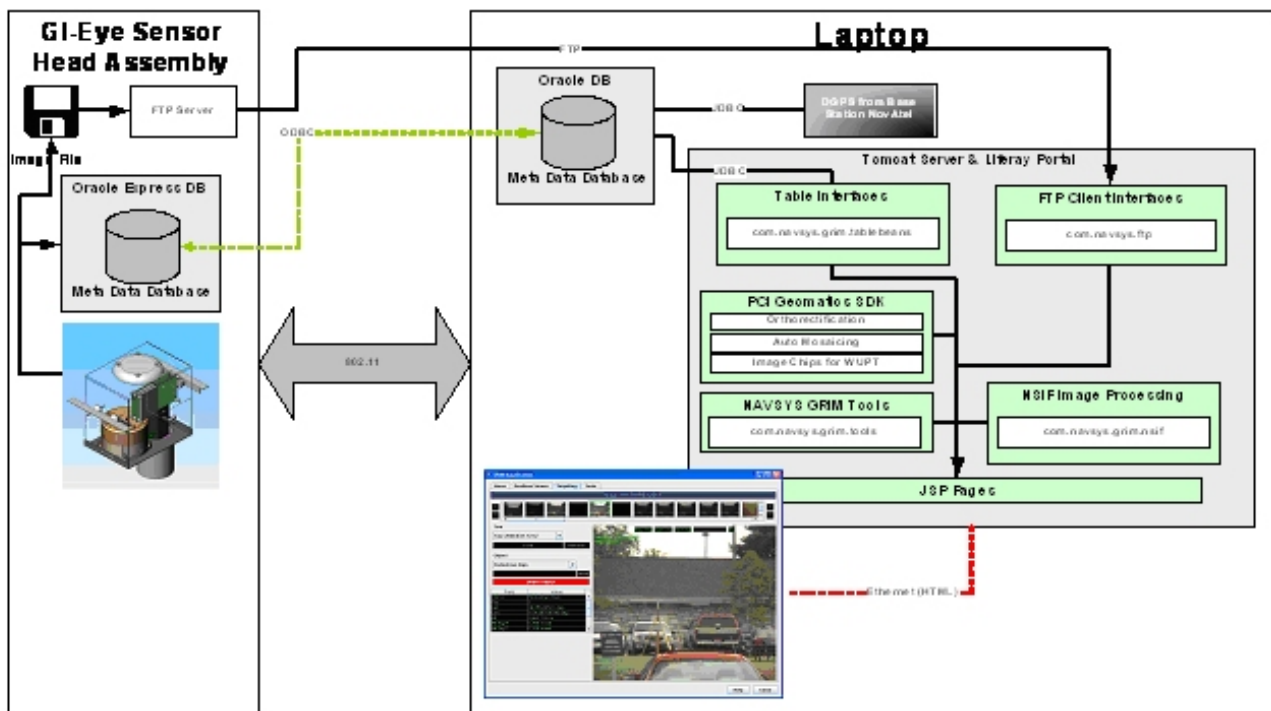 GI-Eye Sensor
Head Assembly
FTP Server
Image File
Oracle Express DB
Meta Data Database
ODBC
802.11
Laptop
FTP
Oracle DB
Meta Data Database
JDBC
DGPS from Base
Station NovAtel
JDBC
Tomcat Server & Liferay Portal
Table Interfaces
com.navsys.grim.tablebeans
FTP Client Interfaces
com.navsys.ftp
PCI Geomatics SDK
Orthorectification
Auto Mosaicing
Image Chips for WUPT
NAVSYS GRIM Tools
com.navsys.grim.tools
NSIF Image Processing
com.navsys.grim.nsif
JSP Pages
Ethernet (HTML)